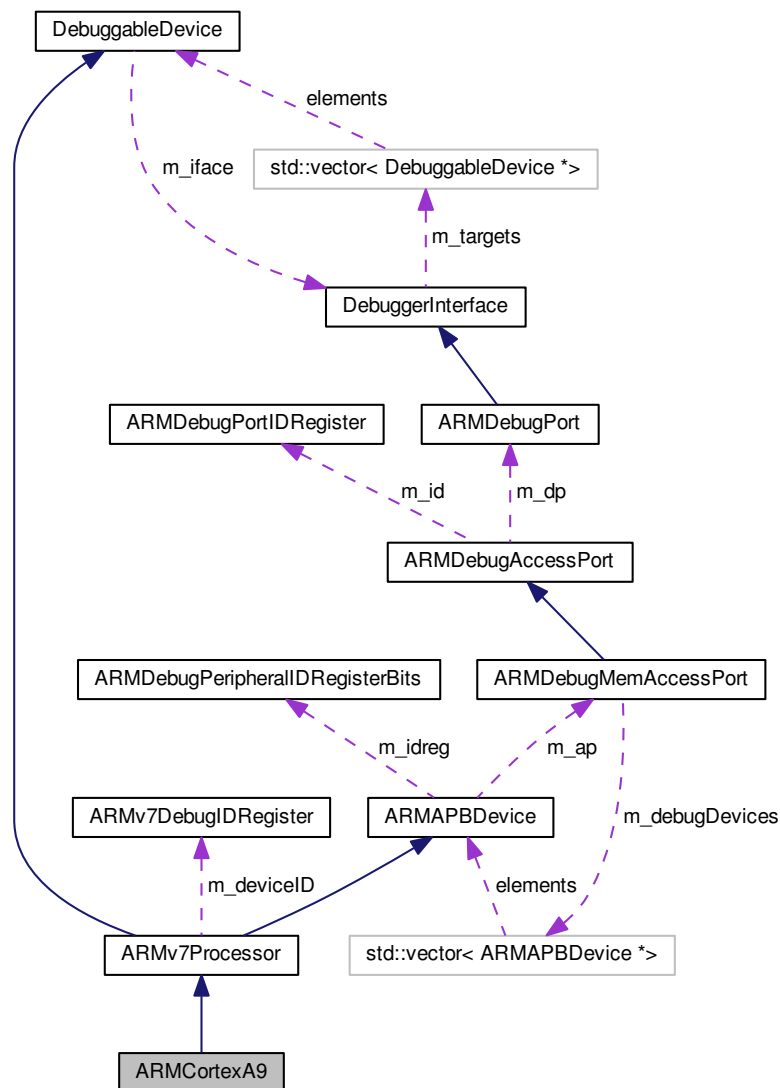 DebuggableDevice
elements
m_iface
std::vector< DebuggableDevice *>
m_targets
DebuggerInterface
ARMDebugPortIDRegister
ARMDebugPort
m_id
m_dp
ARMDebugAccessPort
ARMDebugPeripheralIDRegisterBits
ARMDebugMemAccessPort
m_idreg
m_ap
ARMv7DebugIDRegister
ARMAPBDevice
m_debugDevices
m_deviceID
elements
ARMv7Processor
std::vector< ARMAPBDevice *>
ARMCortexA9